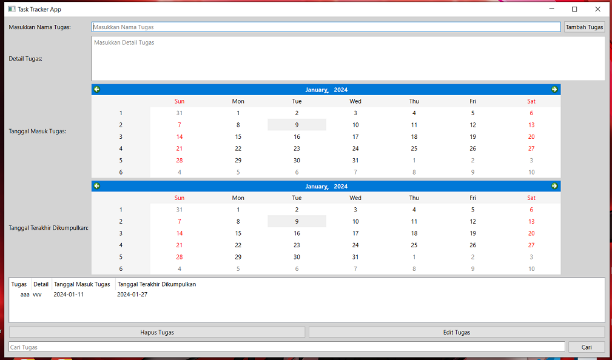 Task Tracker App
Masukkan Nama Tugas: Masukkan Nama Tugas Tambah Tugas
Detail Tugas: Masukkan Detail Tugas
January, 2024
Sun Mon Tue Wed Thu Fri Sat
1 31 1 2 3 4 5 6
2 7 8 9 10 11 12 13
Tanggal Masuk Tugas: 3 14 15 16 17 18 19 20
4 21 22 23 24 25 26 27
5 28 29 30 31 1 2 3
6 4 5 6 7 8 9 10
January, 2024
Sun Mon Tue Wed Thu Fri Sat
1 31 1 2 3 4 5 6
2 7 8 9 10 11 12 13
Tanggal Terakhir Dikumpulkan: 3 14 15 16 17 18 19 20
4 21 22 23 24 25 26 27
5 28 29 30 31 1 2 3
6 4 5 6 7 8 9 10
Tugas Detail Tanggal Masuk Tugas Tanggal Terakhir Dikumpulkan
aaa vvv 2024-01-11 2024-01-27
Hapus Tugas Edit Tugas
Cari Tugas Cari